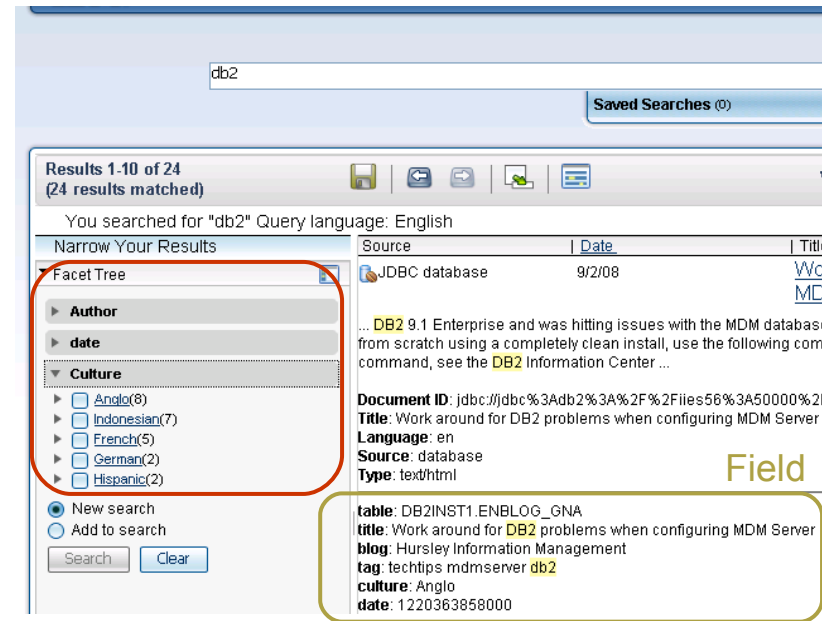 db2
Saved Searches (0)
Results 1-10 of 24
(24 results matched)
You searched for "db2" Query language: English
Narrow Your Results
Facet Tree
Author
date
Culture
Anglo(8)
Indonesian(7)
French(5)
German(2)
Hispanic(2)
New search
Add to search
Search Clear
Source | Date | Titl
JDBC database 9/2/08 Wo
MD
... DB2 9.1 Enterprise and was hitting issues with the MDM databas
from scratch using a completely clean install, use the following com
command, see the DB2 Information Center ...
Document ID: jdbc://jdbc%3Adb2%3A%2F%2Fiies56%3A50000%2
Title: Work around for DB2 problems when configuring MDM Server
Language: en
Source: database
Type: text/html
Field
table: DB2INST1.ENBLOG_GNA
title: Work around for DB2 problems when configuring MDM Server
blog: Hursley Information Management
tag: techtips mdmserver db2
culture: Anglo
date: 1220363858000